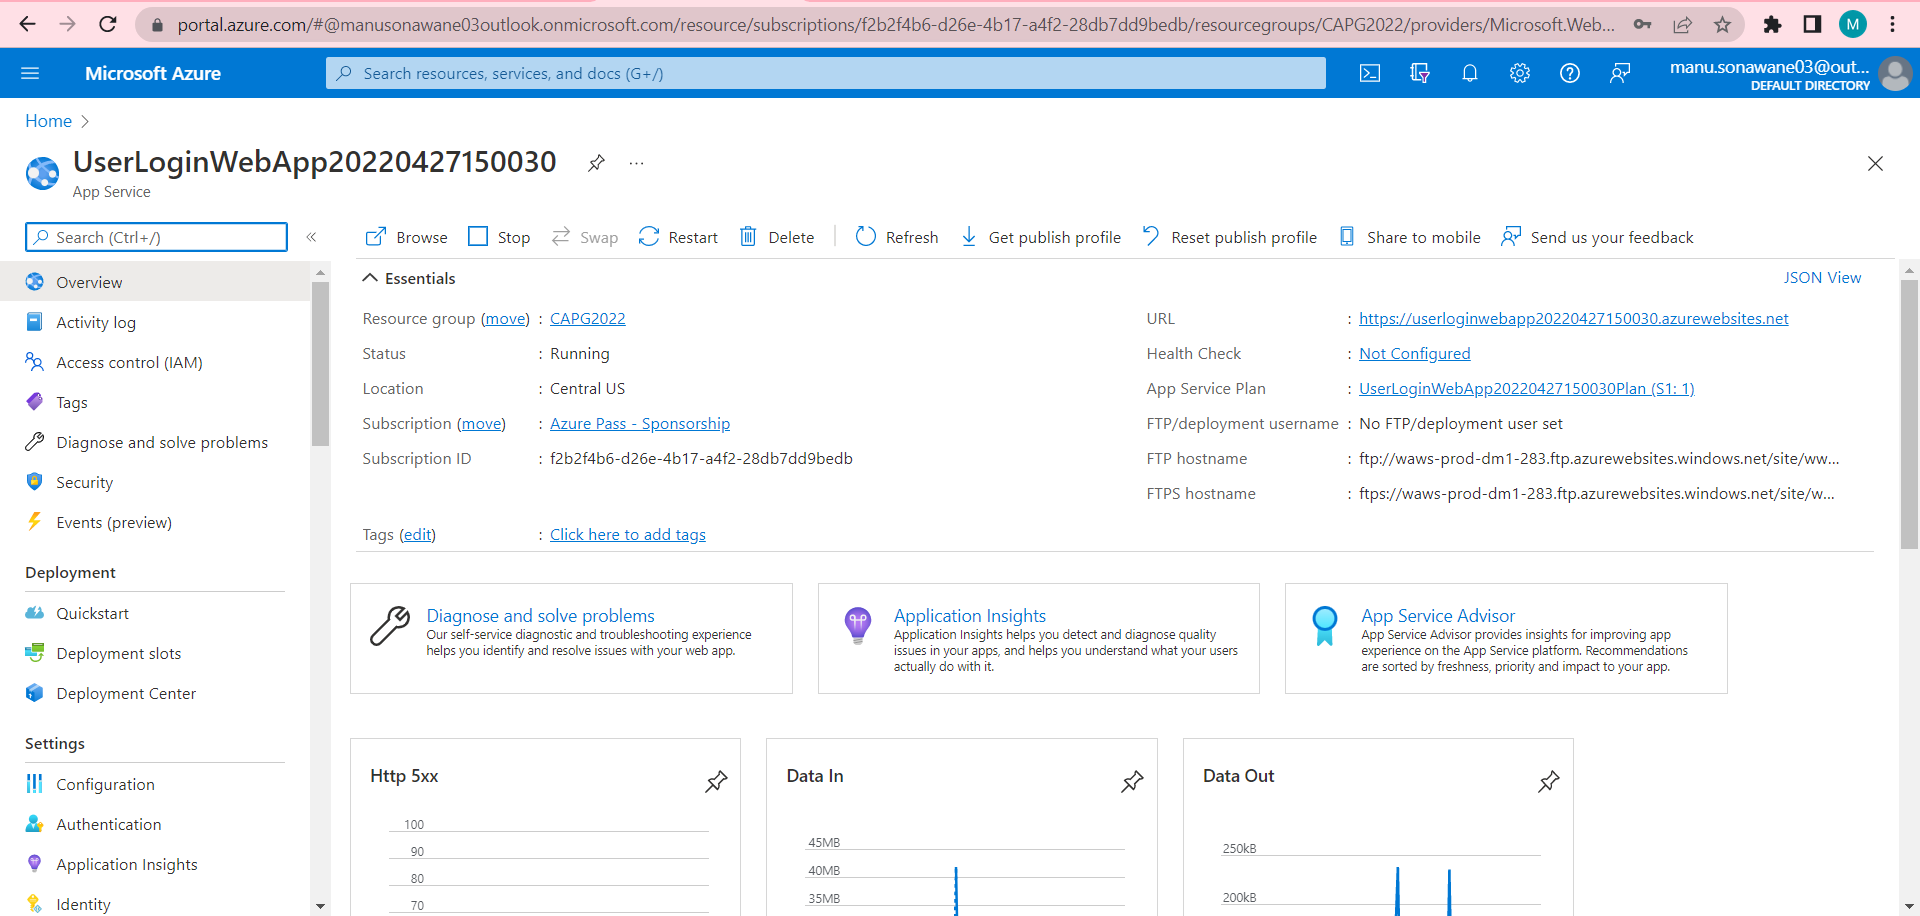 portal.azure.com/#@manusonawane03outlook.onmicrosoft.com/resource/subscriptions/f2b2f4b6-d26e-4b17-a4f2-28db7dd9bedb/resourcegroups/CAPG2022/providers/Microsoft.Web...
M
Microsoft Azure
Search resources, services, and docs (G+/)
manu.sonawane03@out...
DEFAULT DIRECTORY
Home
UserLoginWebApp20220427150030
...
App Service
Search (Ctrl+/)
«
Browse
Stop
Swap
Restart
Delete
Refresh
Get publish profile
Reset publish profile
Share to mobile
Send us your feedback
Overview
Activity log
Access control (IAM)
Tags
Diagnose and solve problems
Security
Events (preview)
Deployment
Quickstart
Deployment slots
Deployment Center
Settings
Configuration
Authentication
Application Insights
Identity
Essentials
JSON View
Resource group (move) : CAPG2022
Status : Running
Location : Central US
Subscription (move) : Azure Pass - Sponsorship
Subscription ID : f2b2f4b6-d26e-4b17-a4f2-28db7dd9bedb
URL : https://userloginwebapp20220427150030.azurewebsites.net
Health Check : Not Configured
App Service Plan : UserLoginWebApp20220427150030Plan (S1: 1)
FTP/deployment username : No FTP/deployment user set
FTP hostname : ftp://waws-prod-dm1-283.ftp.azurewebsites.windows.net/site/ww...
FTPS hostname : ftps://waws-prod-dm1-283.ftp.azurewebsites.windows.net/site/w...
Tags (edit) : Click here to add tags
Diagnose and solve problems
Our self-service diagnostic and troubleshooting experience
helps you identify and resolve issues with your web app.
Application Insights
Application Insights helps you detect and diagnose quality
issues in your apps, and helps you understand what your users
actually do with it.
App Service Advisor
App Service Advisor provides insights for improving app
experience on the App Service platform. Recommendations
are sorted by freshness, priority and impact to your app.
Http 5xx
100
90
80
70
Data In
45MB
40MB
35MB
Data Out
250kB
200kB